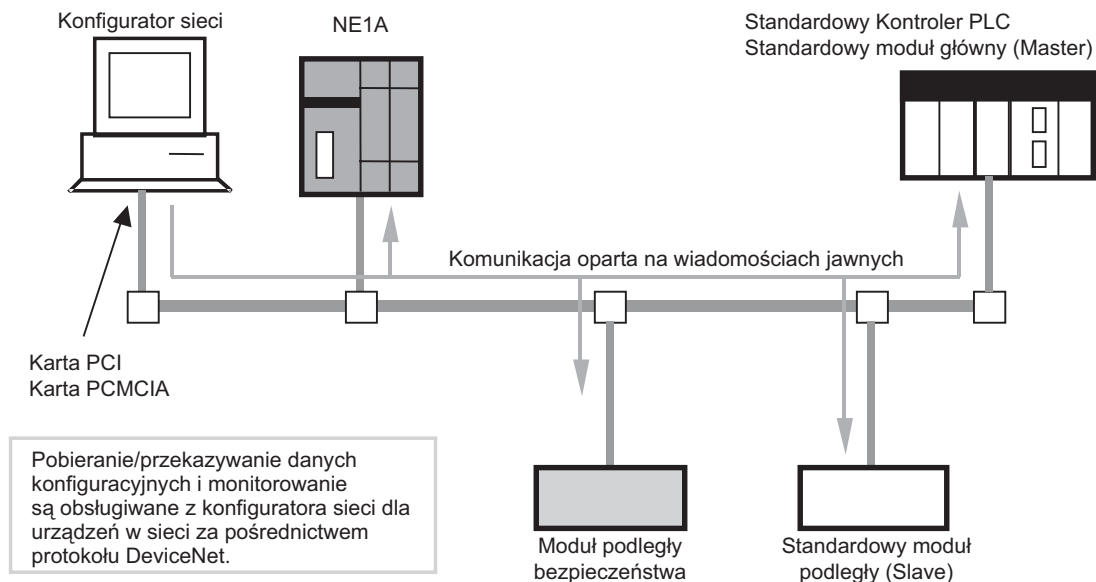 Konfigurator sieci
NE1A
Standardowy Kontroler PLC
Standardowy moduł główny (Master)
Komunikacja oparta na wiadomościach jawnych
Karta PCI
Karta PCMCIA
Pobieranie/przekazywanie danych
konfiguracyjnych i monitorowanie
są obsługiwane z konfiguratora sieci dla
urządzeń w sieci za pośrednictwem
protokołu DeviceNet.
Moduł podległy
bezpieczeństwa
Standardowy moduł
podległy (Slave)